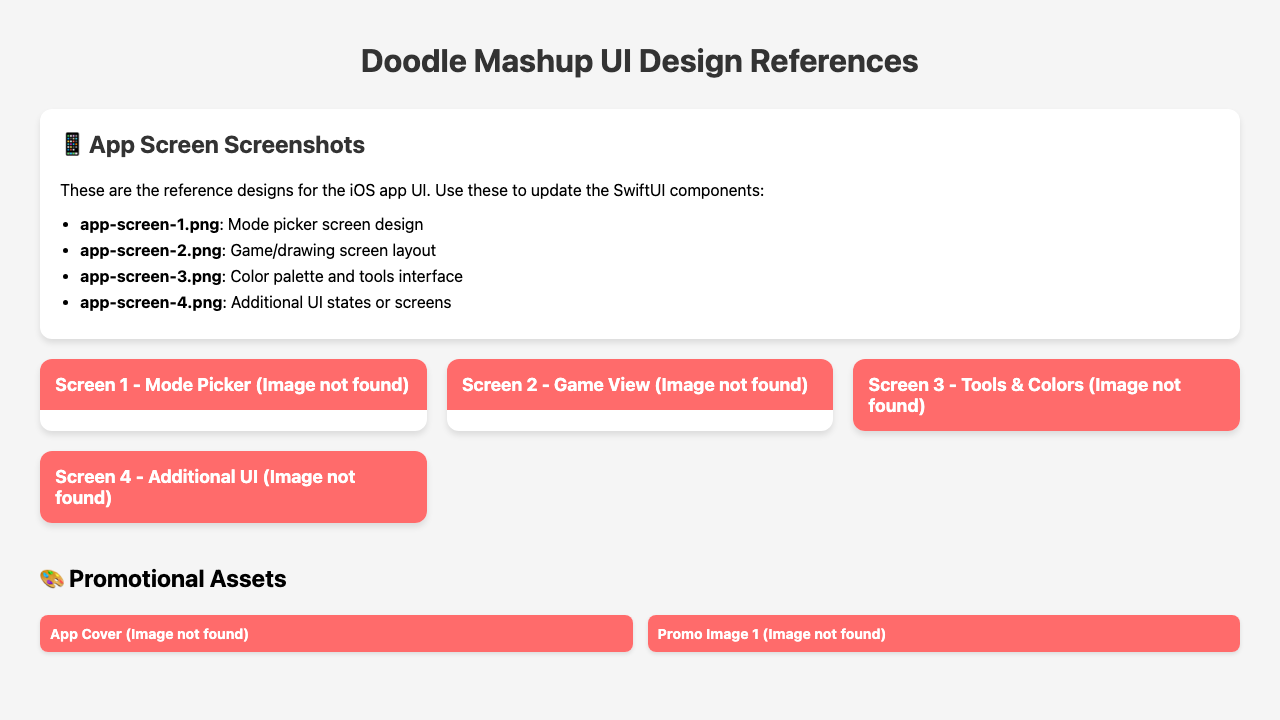 Doodle Mashup UI Design References
📱 App Screen Screenshots
These are the reference designs for the iOS app UI. Use these to update the SwiftUI components:
• app-screen-1.png: Mode picker screen design
• app-screen-2.png: Game/drawing screen layout
• app-screen-3.png: Color palette and tools interface
• app-screen-4.png: Additional UI states or screens
Screen 1 - Mode Picker (Image not found)
Screen 2 - Game View (Image not found)
Screen 3 - Tools & Colors (Image not
found)
Screen 4 - Additional UI (Image not
found)
🎨 Promotional Assets
App Cover (Image not found)
Promo Image 1 (Image not found)